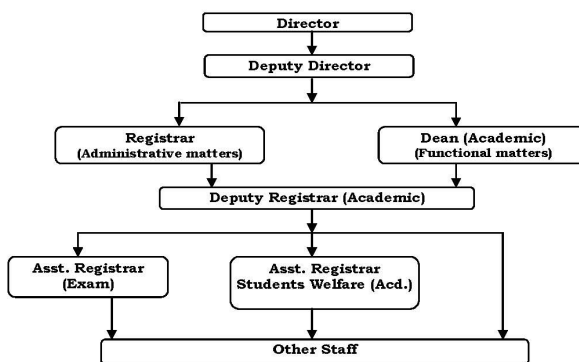 Director
Deputy Director
Registrar
(Administrative matters)
Dean (Academic)
(Functional matters)
Deputy Registrar (Academic)
Asst. Registrar
(Exam)
Asst. Registrar
Students Welfare (Acd.)
Other Staff